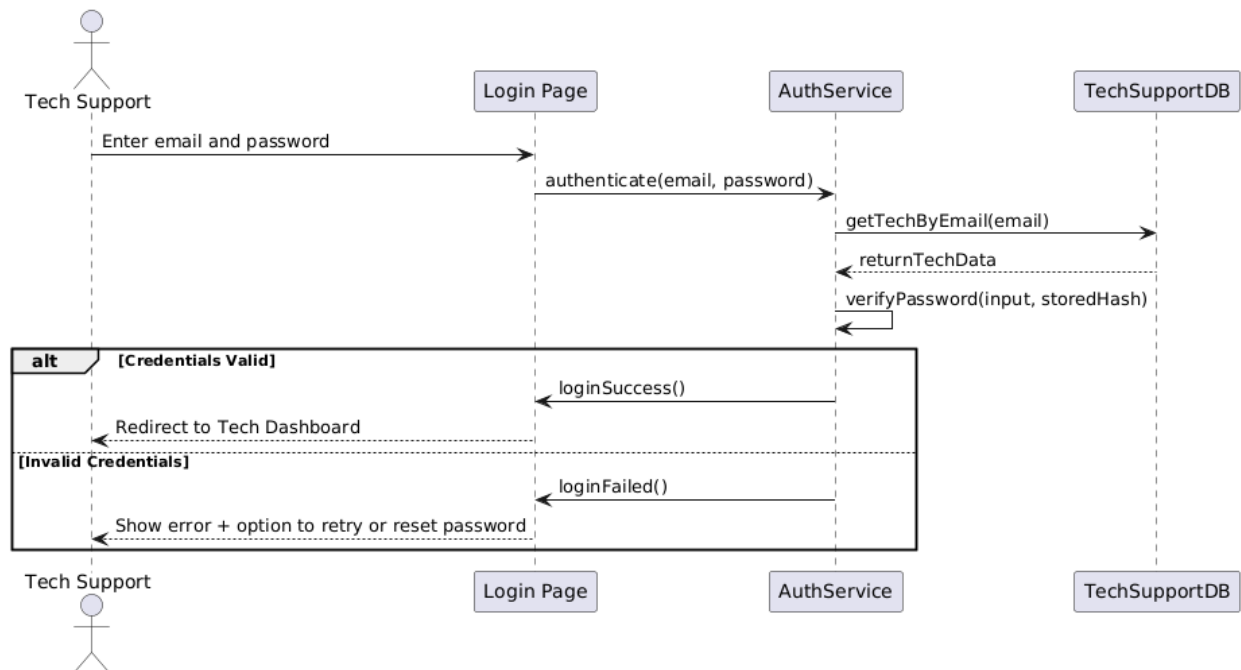 Tech Support
Login Page
AuthService
TechSupportDB
Enter email and password
authenticate(email, password)
getTechByEmail(email)
returnTechData
verifyPassword(input, storedHash)
alt
[Credentials Valid]
loginSuccess()
Redirect to Tech Dashboard
[Invalid Credentials]
loginFailed()
Show error + option to retry or reset password
Tech Support
Login Page
AuthService
TechSupportDB